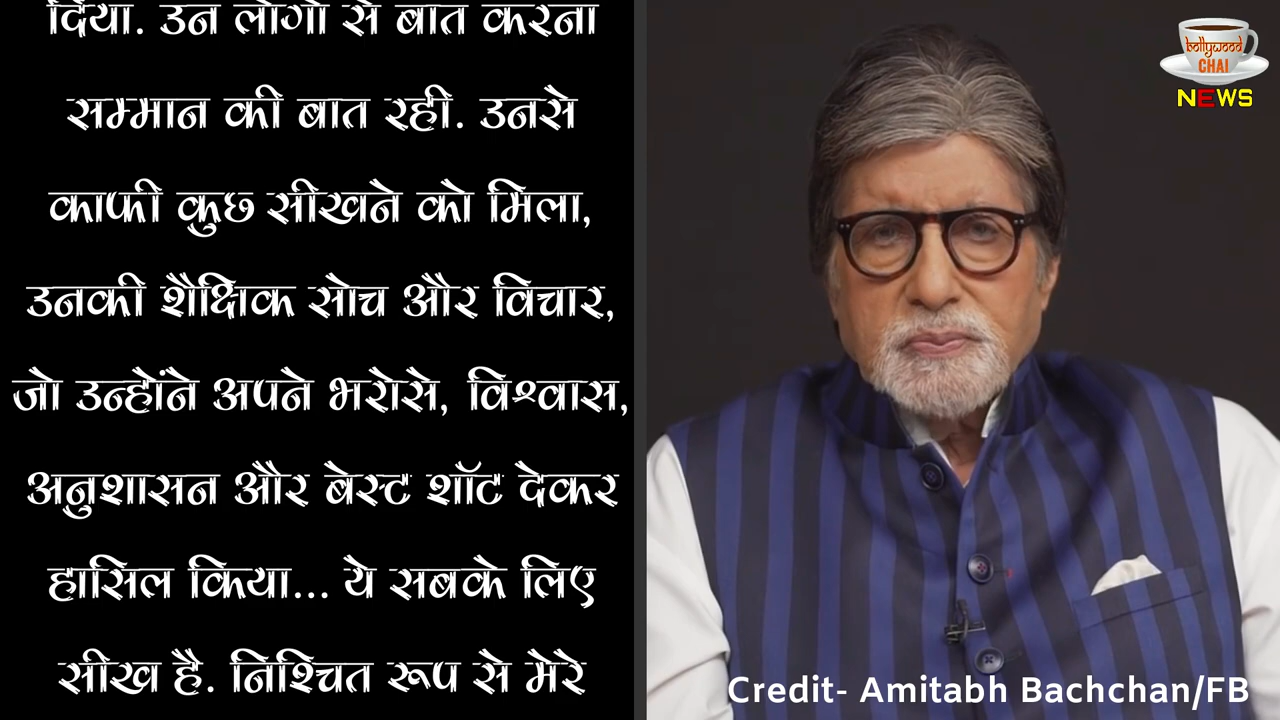 दिया. उन लोगों से बात करना
सम्मान की बात रही. उनसे
काफी कुछ सीखने को मिला,
उनकी शैक्षिक सोच और विचार,
जो उन्होंने अपने भरोसे, विश्वास,
अनुशासन और बेस्ट शॉट देकर
हासिल किया... ये सबके लिए
सीख है. निश्चित रूप से मेरे
bollywood
CHAI
NEWS
Credit- Amitabh Bachchan/FB